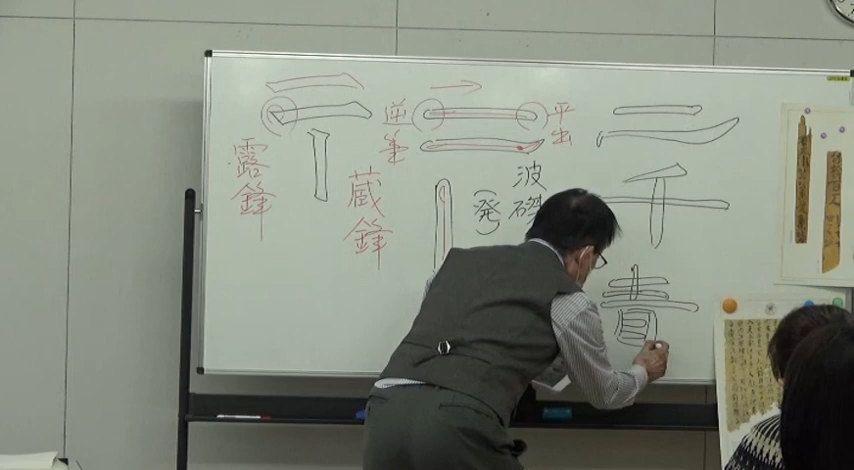 露鋒
逆筆
蔵鋒
平出
波磔
(発)
二
千
青